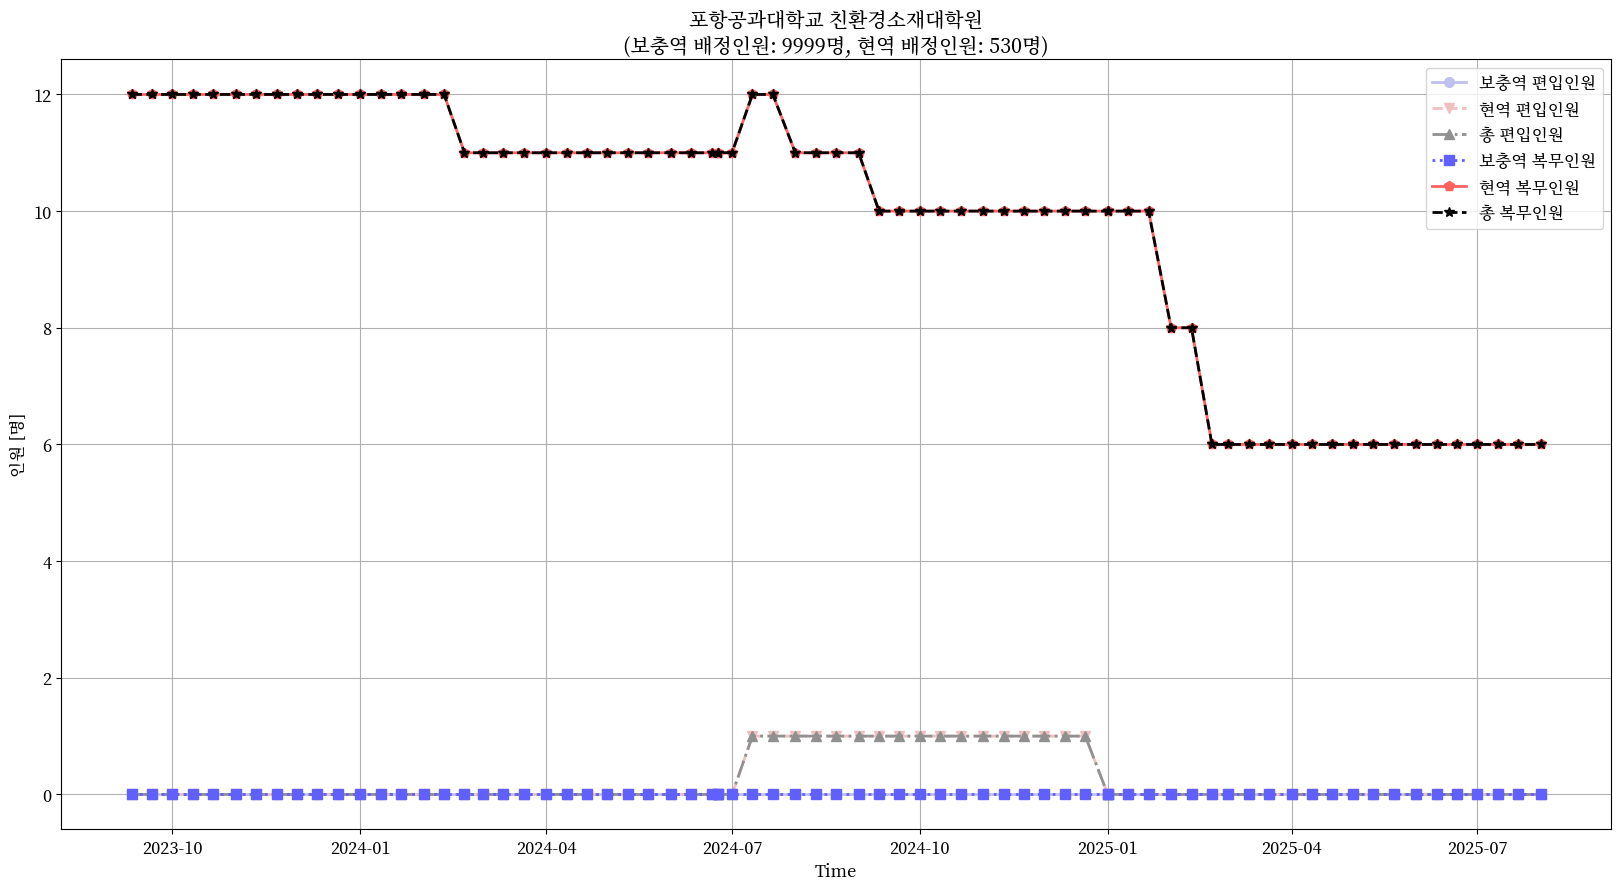 포항공과대학교 친환경소재대학원
(보충역 배정인원: 9999명, 현역 배정인원: 530명)
보충역 편입인원
현역 편입인원
총 편입인원
보충역 복무인원
현역 복무인원
총 복무인원
인원 [명]
12
10
8
6
4
2
0
2023-10
2024-01
2024-04
2024-07
2024-10
2025-01
2025-04
2025-07
Time